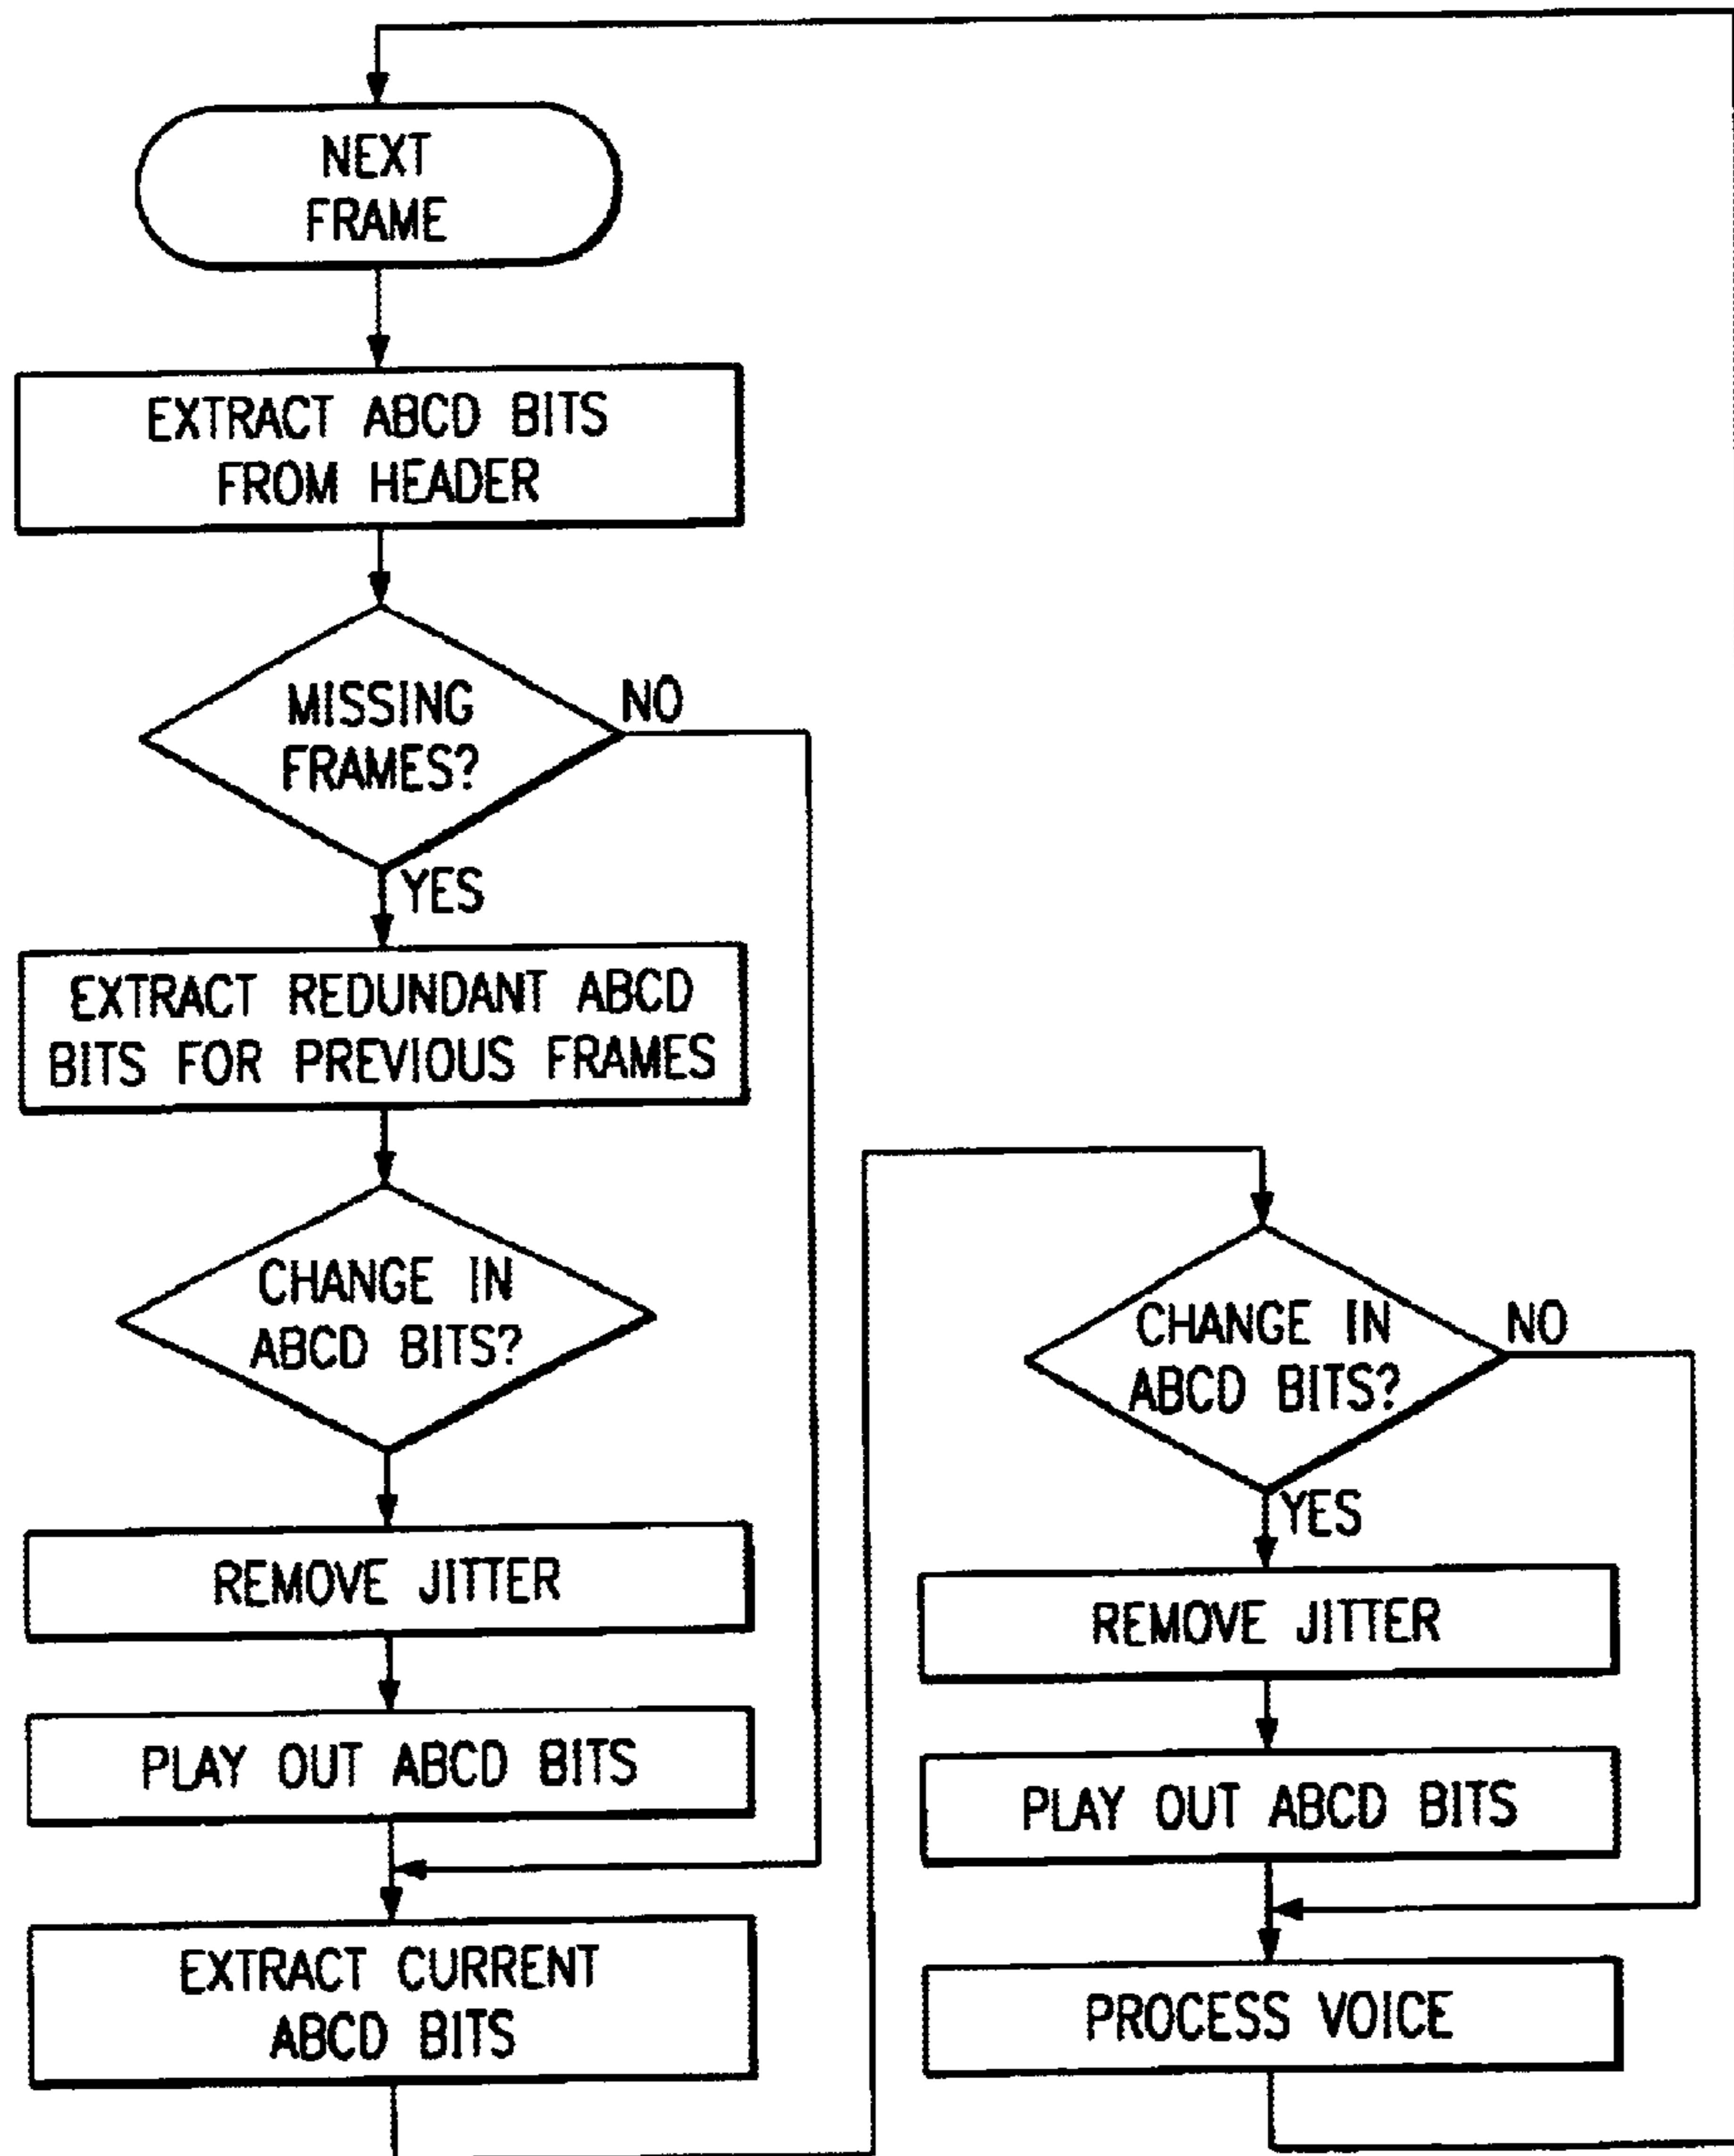 NEXT
FRAME
EXTRACT ABCD BITS
FROM HEADER
MISSING
FRAMES?
NO
YES
EXTRACT REDUNDANT ABCD
BITS FOR PREVIOUS FRAMES
CHANGE IN
ABCD BITS?
REMOVE JITTER
PLAY OUT ABCD BITS
EXTRACT CURRENT
ABCD BITS
CHANGE IN
ABCD BITS?
NO
YES
REMOVE JITTER
PLAY OUT ABCD BITS
PROCESS VOICE